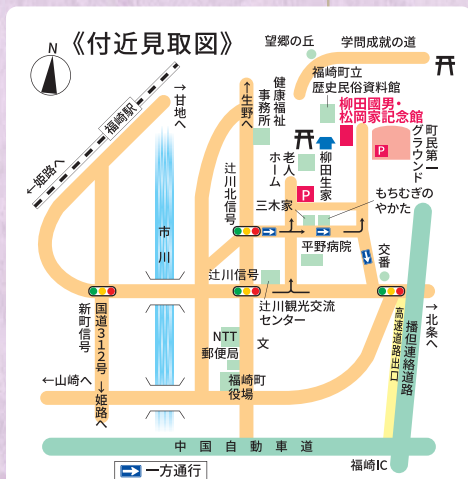 《付近見取図》
N
望郷の丘
学問成就の道
福崎町立
歴史民俗資料館
柳田國男・
松岡家記念館
町民第一
グラウンド
P
→甘地へ
福崎駅
←姫路へ
←生野へ
健康福祉
事務所
老人
ホーム
柳田生家
P
もちむぎの
やかた
三木家
辻川北信号
平野病院
交番
市川
辻川信号
辻川観光交流
センター
新町信号
国道312号
→姫路へ
→北条へ
播但連絡道路
高速道路出口
NTT
郵便局
文
福崎町
役場
←山崎へ
中国自動車道
福崎IC
一方通行